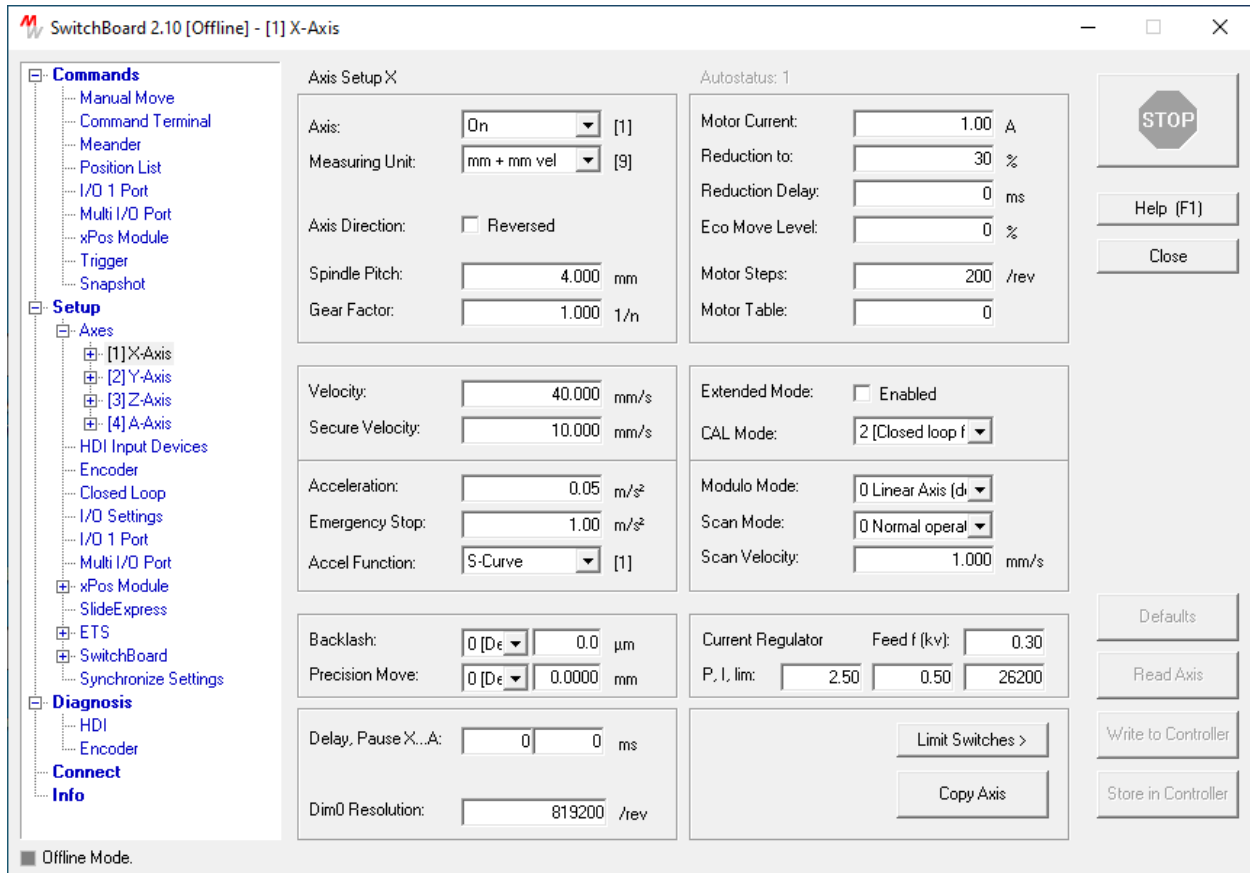 SwitchBoard 2.10 [Offline] - [1] X-Axis
Commands
Manual Move
Command Terminal
Meander
Position List
I/O 1 Port
Multi I/O Port
xPos Module
Trigger
Snapshot
Setup
Axes
[1] X-Axis
[2] Y-Axis
[3] Z-Axis
[4] A-Axis
HDI Input Devices
Encoder
Closed Loop
I/O Settings
I/O 1 Port
Multi I/O Port
xPos Module
SlideExpress
ETS
SwitchBoard
Synchronize Settings
Diagnosis
HDI
Encoder
Connect
Info
Axis Setup X
Axis: On [1]
Measuring Unit: mm + mm vel [9]
Axis Direction: Reversed
Spindle Pitch: 4.000 mm
Gear Factor: 1.000 1/n
Velocity: 40.000 mm/s
Secure Velocity: 10.000 mm/s
Acceleration: 0.05 m/s²
Emergency Stop: 1.00 m/s²
Accel Function: S-Curve [1]
Backlash: 0 [De 0.0 µm
Precision Move: 0 [De 0.0000 mm
Delay, Pause X...A: 0 0 ms
Dim0 Resolution: 819200 /rev
Autostatus: 1
Motor Current: 1.00 A
Reduction to: 30 %
Reduction Delay: 0 ms
Eco Move Level: 0 %
Motor Steps: 200 /rev
Motor Table: 0
Extended Mode: Enabled
CAL Mode: 2 [Closed loop f
Modulo Mode: 0 Linear Axis (d
Scan Mode: 0 Normal operat
Scan Velocity: 1.000 mm/s
Current Regulator Feed f (kv): 0.30
P, I, lim: 2.50 0.50 26200
Limit Switches >
Copy Axis
STOP
Help (F1)
Close
Defaults
Read Axis
Write to Controller
Store in Controller
Offline Mode.